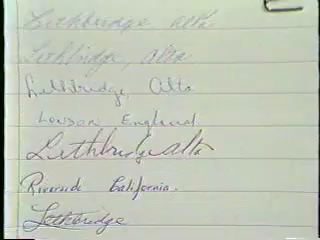 Lethbridge alta
Lethbridge, alta
Lethbridge, Alta
London England
Lethbridge alta
Riverside California.
Lethbridge